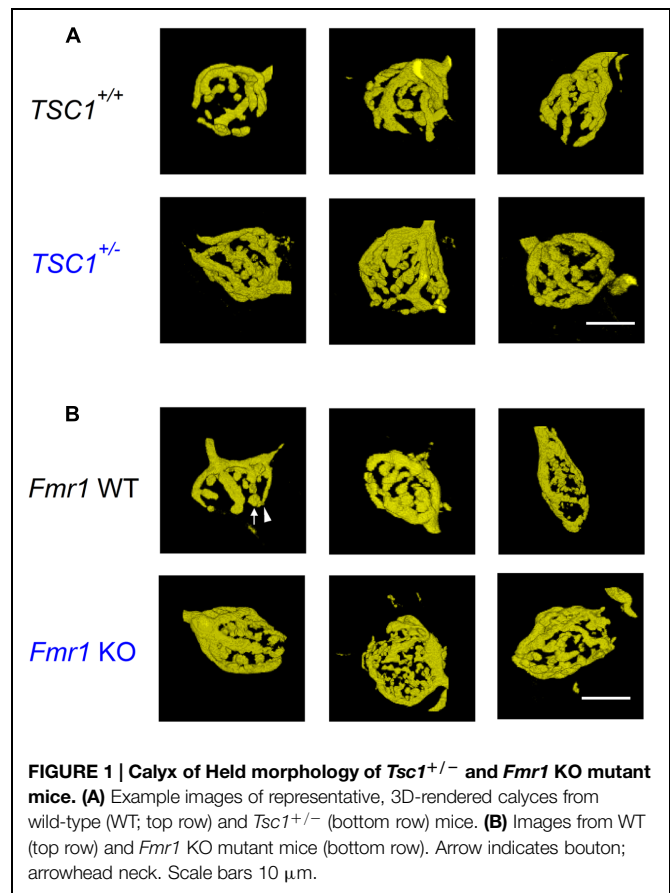 A
TSC1+/+
TSC1+/-
B
Fmr1 WT
Fmr1 KO
FIGURE 1 | Calyx of Held morphology of Tsc1+/− and Fmr1 KO mutant
mice. (A) Example images of representative, 3D-rendered calyces from
wild-type (WT; top row) and Tsc1+/− (bottom row) mice. (B) Images from WT
(top row) and Fmr1 KO mutant mice (bottom row). Arrow indicates bouton;
arrowhead neck. Scale bars 10 μm.